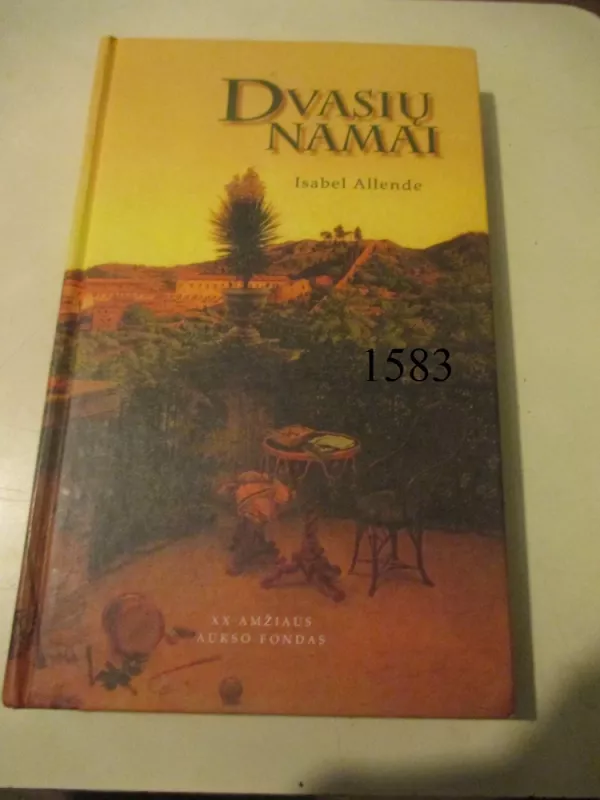 DVASIŲ
NAMAI
Isabel Allende
1583
XX AMŽIAUS
AUKSO FONDAS